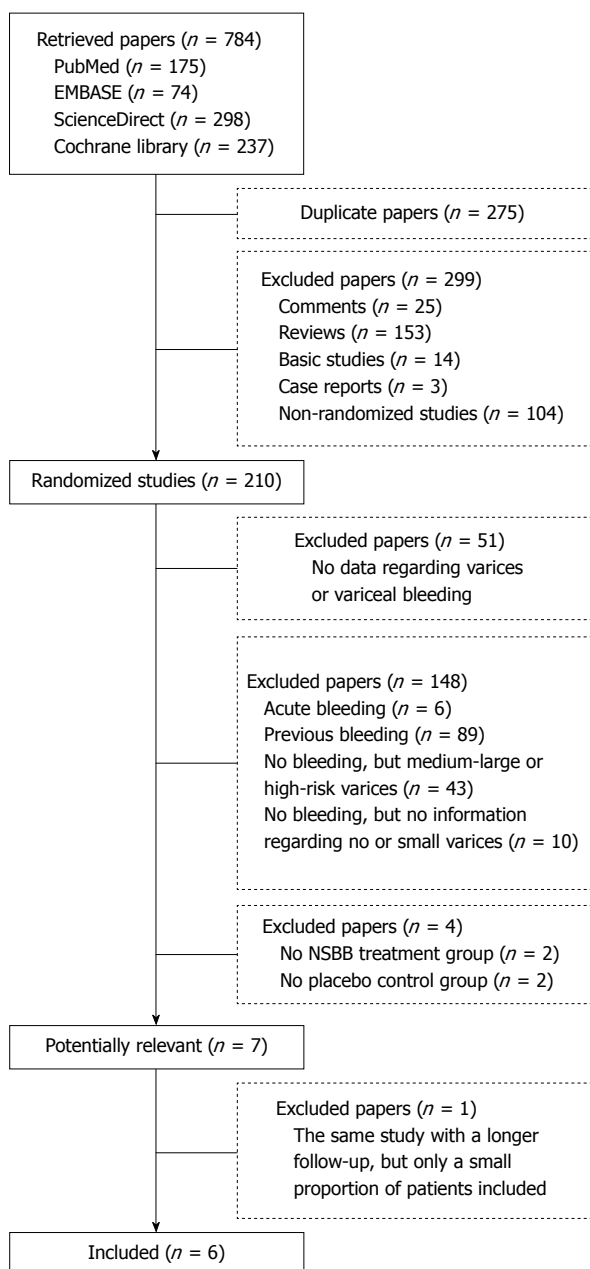 Retrieved papers (n = 784)
PubMed (n = 175)
EMBASE (n = 74)
ScienceDirect (n = 298)
Cochrane library (n = 237)
Duplicate papers (n = 275)
Excluded papers (n = 299)
Comments (n = 25)
Reviews (n = 153)
Basic studies (n = 14)
Case reports (n = 3)
Non-randomized studies (n = 104)
Randomized studies (n = 210)
Excluded papers (n = 51)
No data regarding varices
or variceal bleeding
Excluded papers (n = 148)
Acute bleeding (n = 6)
Previous bleeding (n = 89)
No bleeding, but medium-large or
high-risk varices (n = 43)
No bleeding, but no information
regarding no or small varices (n = 10)
Excluded papers (n = 4)
No NSBB treatment group (n = 2)
No placebo control group (n = 2)
Potentially relevant (n = 7)
Excluded papers (n = 1)
The same study with a longer
follow-up, but only a small
proportion of patients included
Included (n = 6)